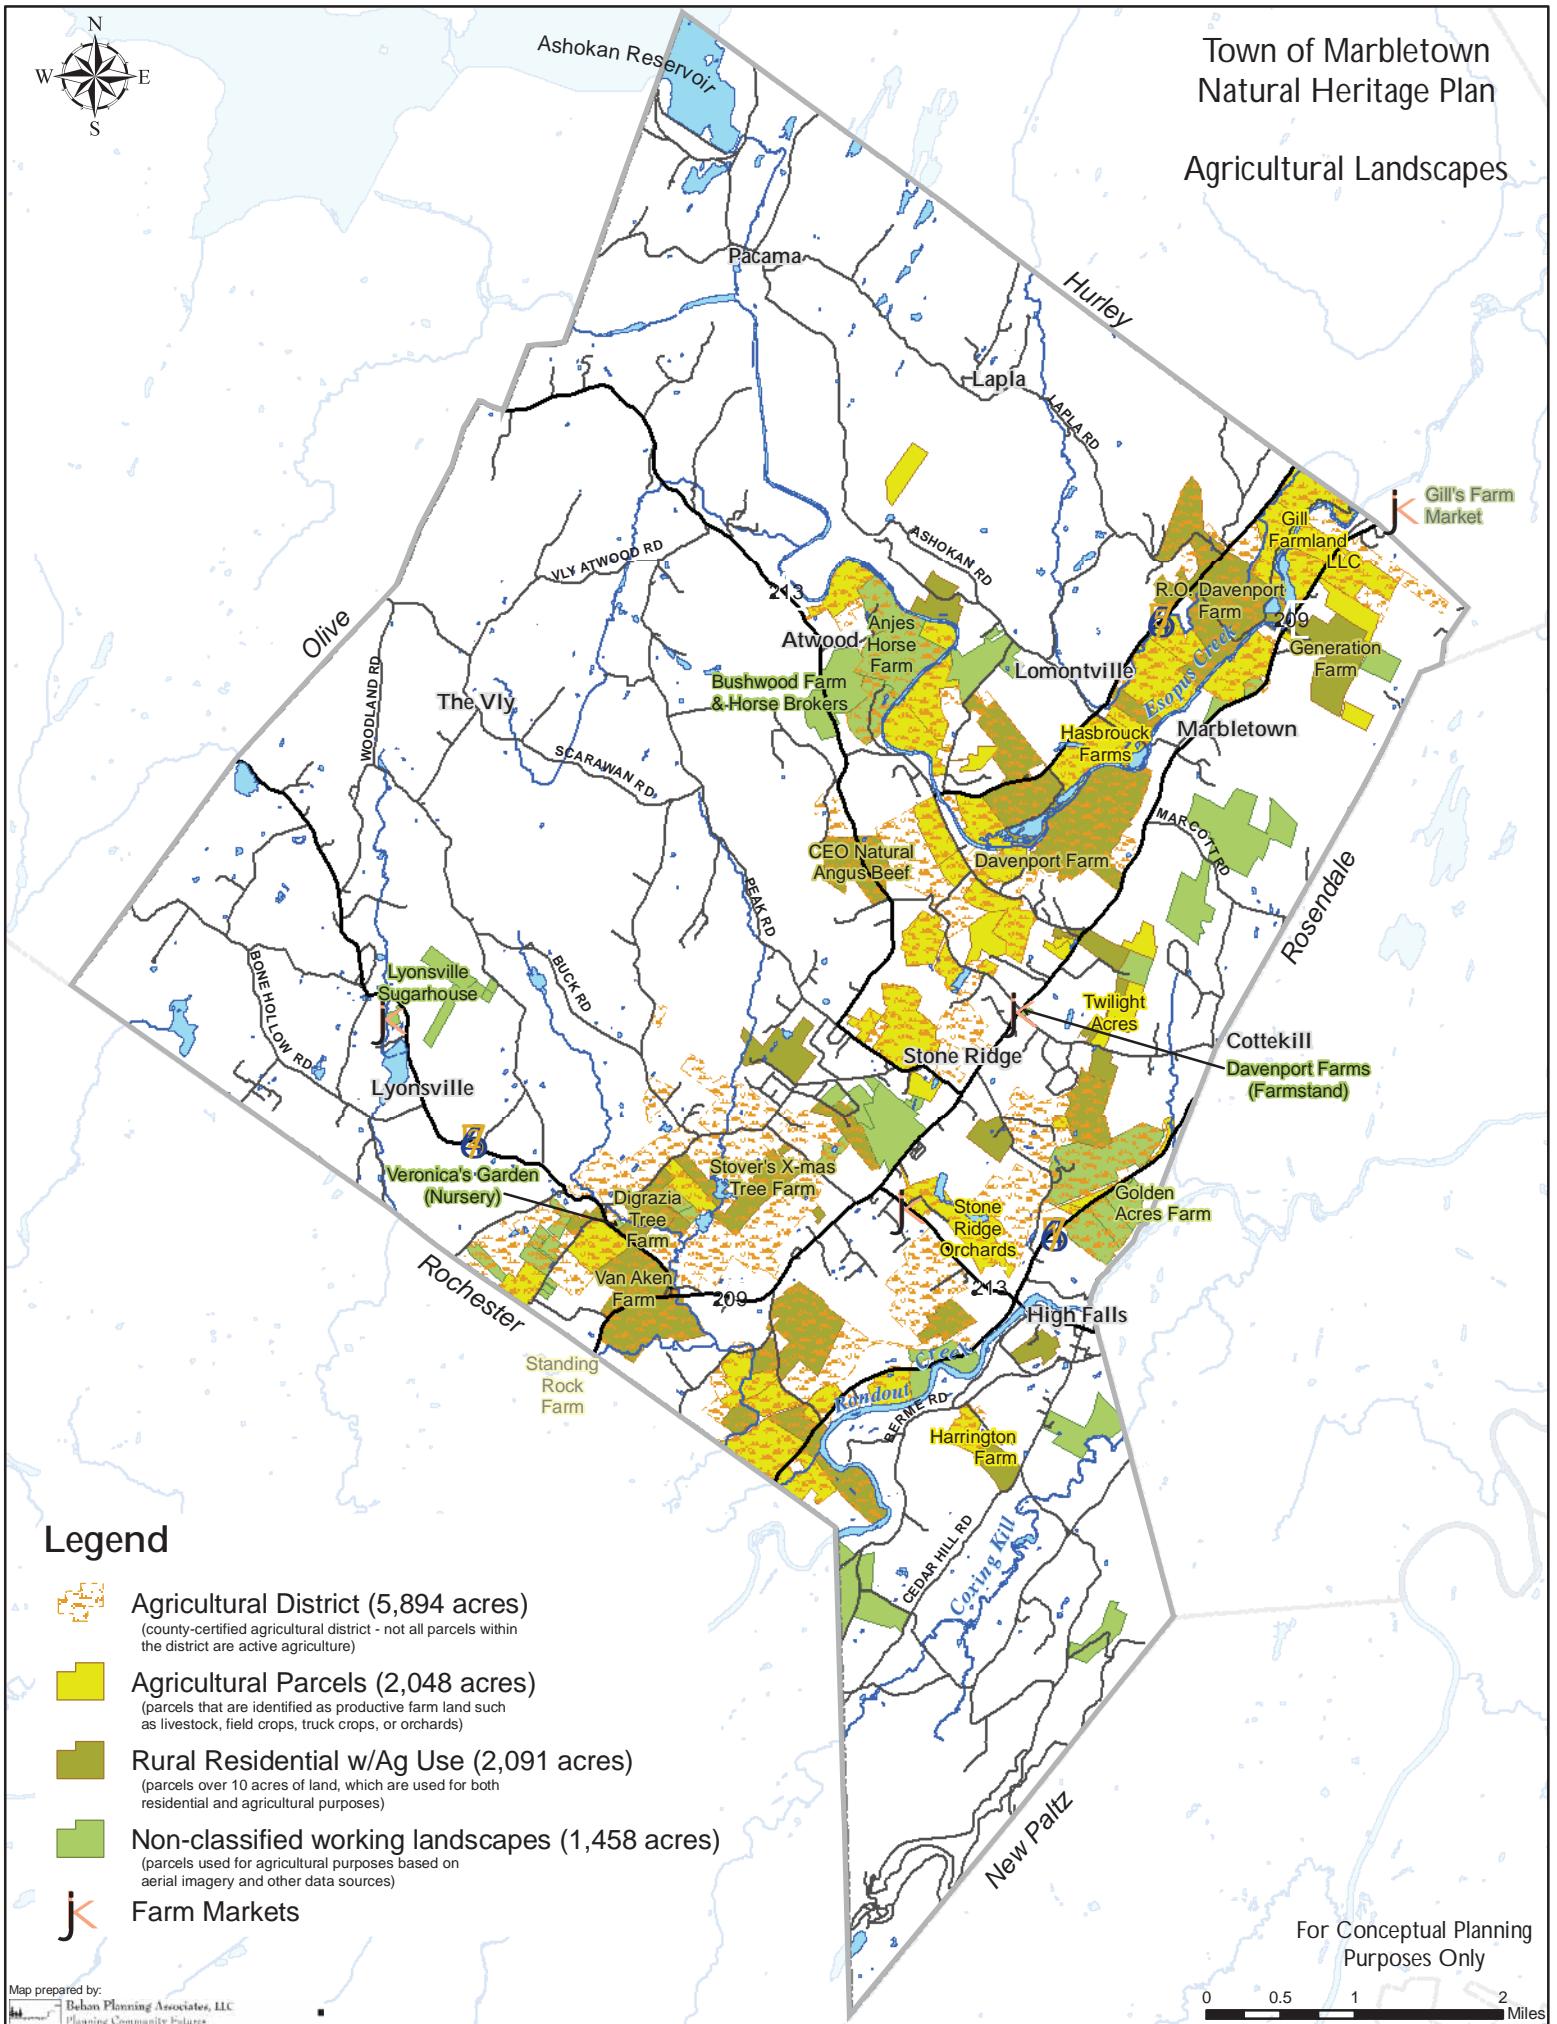 N
W E
S
Town of Marbletown
Natural Heritage Plan
Agricultural Landscapes
Ashokan Reservoir
Pacama
Hurley
Lapla
LAPLA RD
Gill's Farm
Market
Gill
Farmland
LLC
ASHOKAN RD
VLY ATWOOD RD
213
R.O. Davenport
Farm
209
Olive
Atwood
Anjes
Horse
Farm
Esopus Creek
Generation
Farm
Lomontville
Bushwood Farm
& Horse Brokers
WOODLAND RD
The Vly
Marbletown
Hasbrouck
Farms
SCARAWAN RD
MARCOTT RD
CEO Natural
Angus Beef
Davenport Farm
PEAK RD
Rosendale
BONE HOLLOW RD
BUCK RD
Lyonsville
Sugarhouse
jk
jk
Twilight
Acres
Stone Ridge
Cottekill
Davenport Farms
(Farmstand)
Lyonsville
Veronica's Garden
(Nursery)
Stover's X-mas
Tree Farm
Digrazia
Tree
Farm
Golden
Acres Farm
Stone
Ridge
Orchards
jk
Rochester
Van Aken
Farm
209
213
High Falls
Standing
Rock
Farm
Rondout Creek
BERME RD
Harrington
Farm
CEDAR HILL RD
Coxing Kill
New Paltz
Legend
Agricultural District (5,894 acres)
(county-certified agricultural district - not all parcels within
the district are active agriculture)
Agricultural Parcels (2,048 acres)
(parcels that are identified as productive farm land such
as livestock, field crops, truck crops, or orchards)
Rural Residential w/Ag Use (2,091 acres)
(parcels over 10 acres of land, which are used for both
residential and agricultural purposes)
Non-classified working landscapes (1,458 acres)
(parcels used for agricultural purposes based on
aerial imagery and other data sources)
jk Farm Markets
For Conceptual Planning
Purposes Only
0 0.5 1 2
Miles
Map prepared by:
Behan Planning Associates, LLC
Planning Community Futures